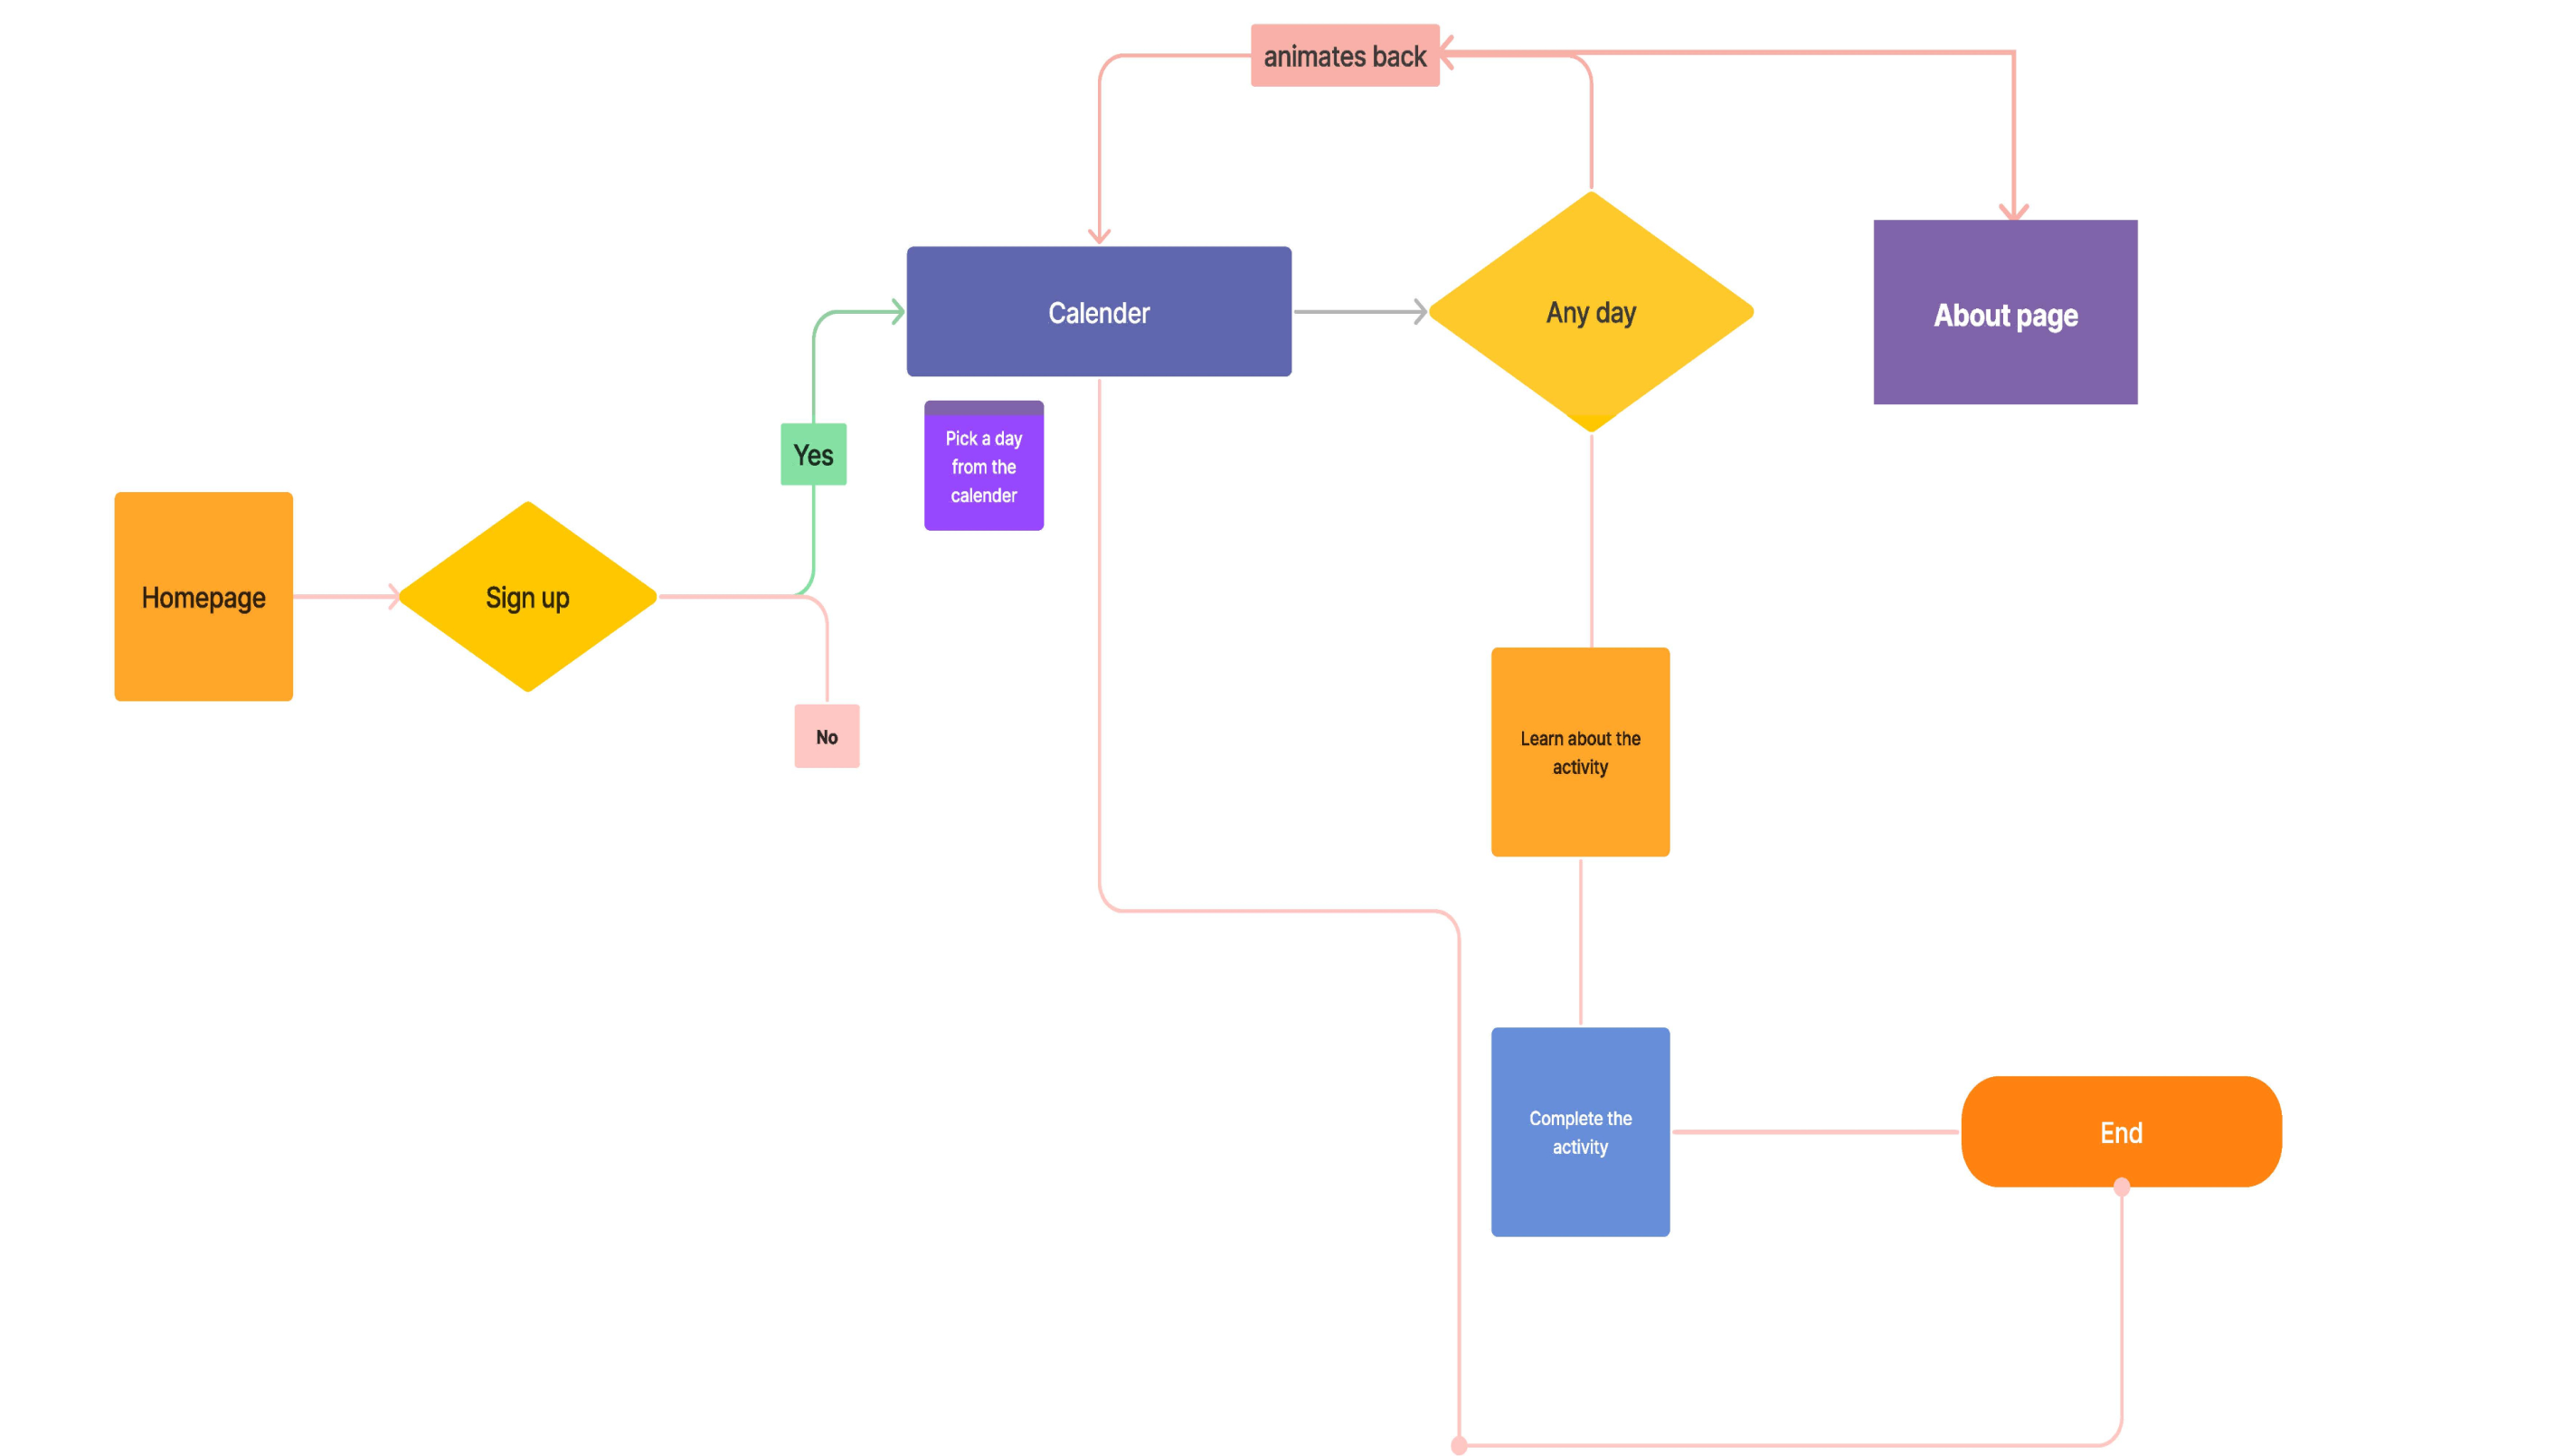 animates back
Calender
Any day
About page
Yes
Pick a day
from the
calender
Homepage
Sign up
No
Learn about the
activity
Complete the
activity
End